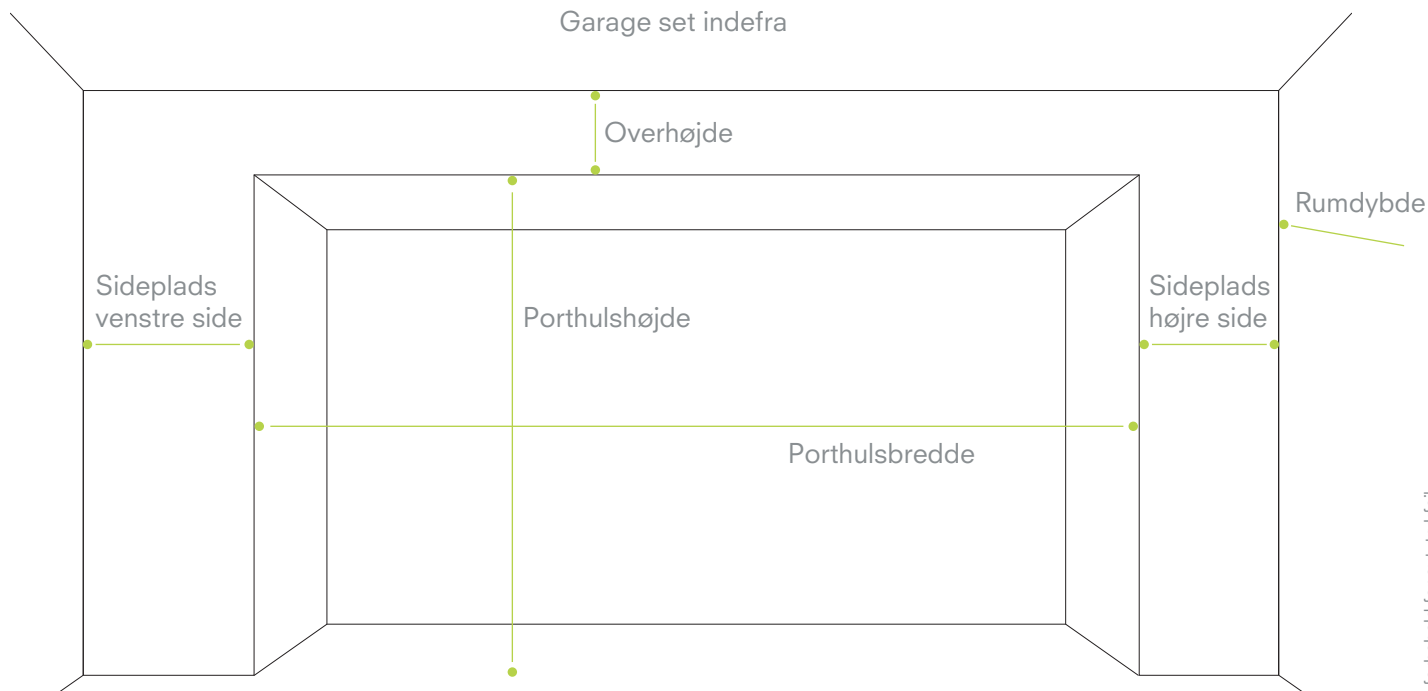 Garage set indefra
Overhøjde
Rumdybde
Sideplads
venstre side
Porthulshøjde
Sideplads
højre side
Porthulsbredde